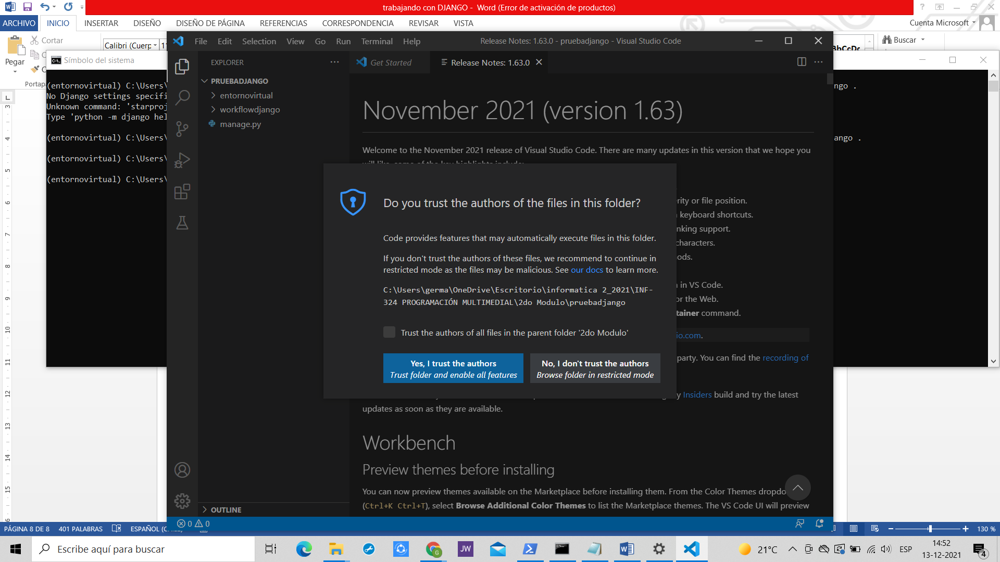 trabajando con DJANGO - Word (Error de activación de productos)
ARCHIVO INICIO INSERTAR DISEÑO DISEÑO DE PÁGINA REFERENCIAS CORRESPONDENCIA REVISAR VISTA Cuenta Microsoft
Cortar
Calibri (Cuerp
Pegar
Buscar
Símbolo del sistema
File Edit Selection View Go Run Terminal Help
Release Notes: 1.63.0 - pruebadjango - Visual Studio Code
EXPLORER
Get Started
Release Notes: 1.63.0
PRUEBADJANGO
entornovirtual
workflowdjango
manage.py
OUTLINE
(entornovirtual) C:\Users\
No Django settings specifi
Unknown command: 'starproj
Type 'python -m django hel
(entornovirtual) C:\Users\
(entornovirtual) C:\Users\
(entornovirtual) C:\Users\
ngo .
ango .
November 2021 (version 1.63)
Welcome to the November 2021 release of Visual Studio Code. There are many updates in this version that we hope you
rity or file position.
keyboard shortcuts.
nking support.
characters.
ods.
in VS Code.
or the Web.
tainer command.
io.com.
party. You can find the recording of
Insiders build and try the latest
updates as soon as they are available.
Workbench
Preview themes before installing
You can now preview themes available on the Marketplace before installing them. From the Color Themes dropdo
(Ctrl+K Ctrl+T), select Browse Additional Color Themes to list the Marketplace themes. The VS Code UI will preview
Do you trust the authors of the files in this folder?
Code provides features that may automatically execute files in this folder.
If you don't trust the authors of these files, we recommend to continue in
restricted mode as the files may be malicious. See our docs to learn more.
C:\Users\germa\OneDrive\Escritorio\informatica 2_2021\INF-
324 PROGRAMACIÓN MULTIMEDIAL\2do Modulo\pruebadjango
Trust the authors of all files in the parent folder '2do Modulo'
Yes, I trust the authors
Trust folder and enable all features
No, I don't trust the authors
Browse folder in restricted mode
0 0
PÁGINA 8 DE 8 401 PALABRAS ESPAÑOL 130 %
Escribe aquí para buscar
JW
21°C
ESP
14:52
13-12-2021
4